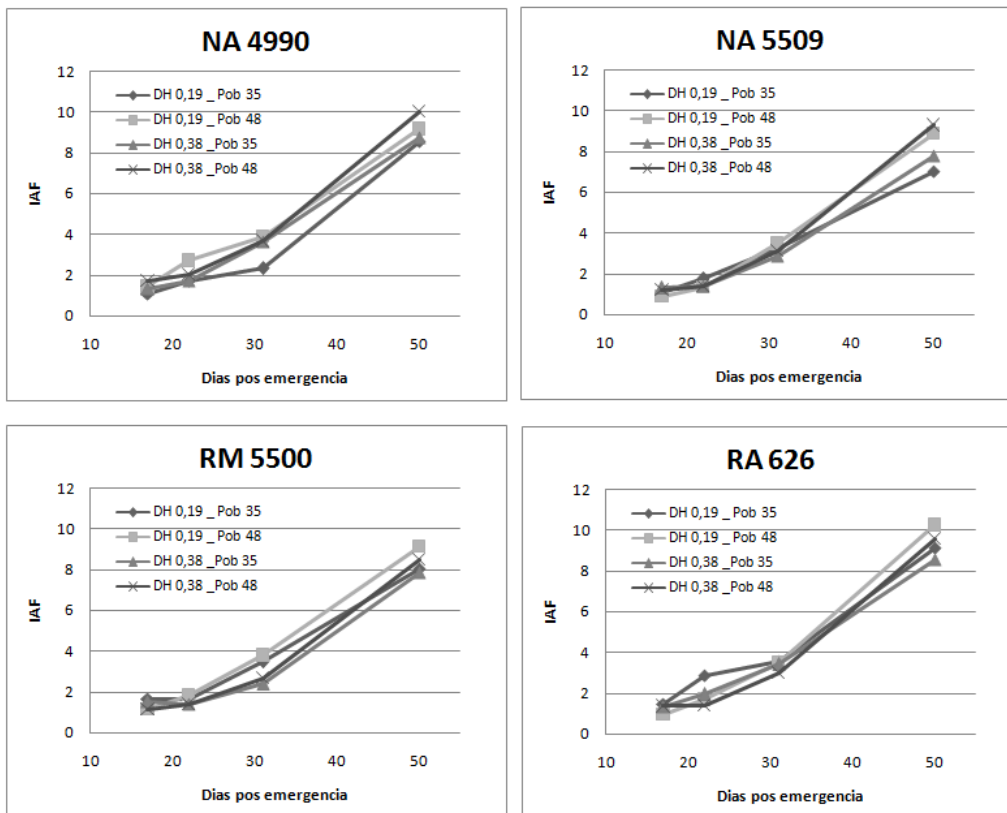 NA 4990
12
10
8
6
4
2
0
IAF
DH 0,19 _ Pob 35
DH 0,19 _ Pob 48
DH 0,38 _Pob 35
DH 0,38 _Pob 48
10 20 30 40 50
Dias pos emergencia
NA 5509
12
10
8
6
4
2
0
IAF
DH 0,19 _ Pob 35
DH 0,19 _ Pob 48
DH 0,38 _Pob 35
DH 0,38 _Pob 48
10 20 30 40 50
Dias pos emergencia
RM 5500
12
10
8
6
4
2
0
IAF
DH 0,19 _ Pob 35
DH 0,19 _ Pob 48
DH 0,38 _Pob 35
DH 0,38 _Pob 48
10 20 30 40 50
Dias pos emergencia
RA 626
12
10
8
6
4
2
0
IAF
DH 0,19 _ Pob 35
DH 0,19 _ Pob 48
DH 0,38 _Pob 35
DH 0,38 _Pob 48
10 20 30 40 50
Dias pos emergencia